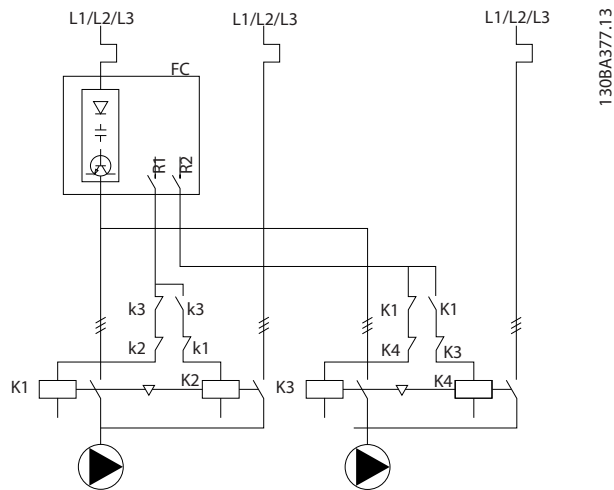 L1/L2/L3 L1/L2/L3 L1/L2/L3
FC
R1 R2
k3 k3 K1 K1
k2 k1 K4 K3
K1 K2 K3 K4
130BA377.13